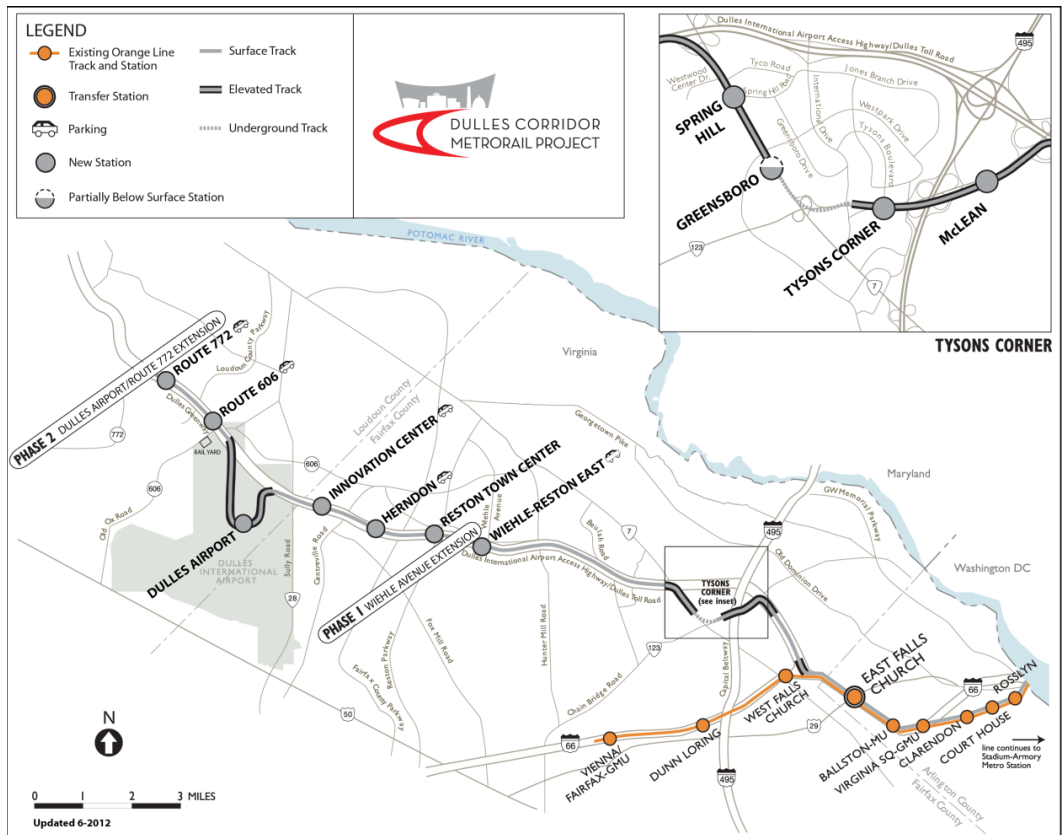 LEGEND
Existing Orange Line
Track and Station
Transfer Station
Parking
New Station
Partially Below Surface Station
Surface Track
Elevated Track
Underground Track
DULLES CORRIDOR
METRORAIL PROJECT
Dulles International Airport Access Highway/Dulles Toll Road
495
Westwood
Center Dr.
Tyco Road
Spring Hill Road
International Drive
Jones Branch Drive
Westpark Drive
Tysons Boulevard
Greensboro Drive
SPRING
HILL
GREENSBORO
TYSONS CORNER
McLEAN
123
7
TYSONS CORNER
POTOMAC RIVER
Virginia
Maryland
Washington DC
PHASE 2 DULLES AIRPORT/ROUTE 772 EXTENSION
ROUTE 772
Loudoun County Parkway
ROUTE 606
Dulles Greenway
RAIL YARD
772
606
606
Old Ox Road
Loudoun County
Fairfax County
INNOVATION CENTER
HERNDON
RESTON TOWN CENTER
Wiehle
Avenue
WIEHLE-RESTON EAST
DULLES AIRPORT
DULLES
INTERNATIONAL
AIRPORT
Sully Road
28
Centreville Road
PHASE 1 WIEHLE AVENUE EXTENSION
Dulles International Airport Access Highway/Dulles Toll Road
Beulah Road
7
Georgetown Pike
GW Memorial Parkway
495
Old Dominion Drive
TYSONS
CORNER
(see inset)
Fox Mill Road
Reston Parkway
Fairfax County
Parkway
50
Hunter Mill Road
Chain Bridge Road
123
Capital Beltway
66
VIENNA/
FAIRFAX-GMU
DUNN LORING
WEST FALLS
CHURCH
495
29
EAST FALLS
CHURCH
66
BALLSTON-MU
VIRGINIA SQ-GMU
CLARENDON
COURT HOUSE
ROSSLYN
line continues to
Stadium-Armory
Metro Station
Arlington County
Fairfax County
N
0 1 2 3 MILES
Updated 6-2012